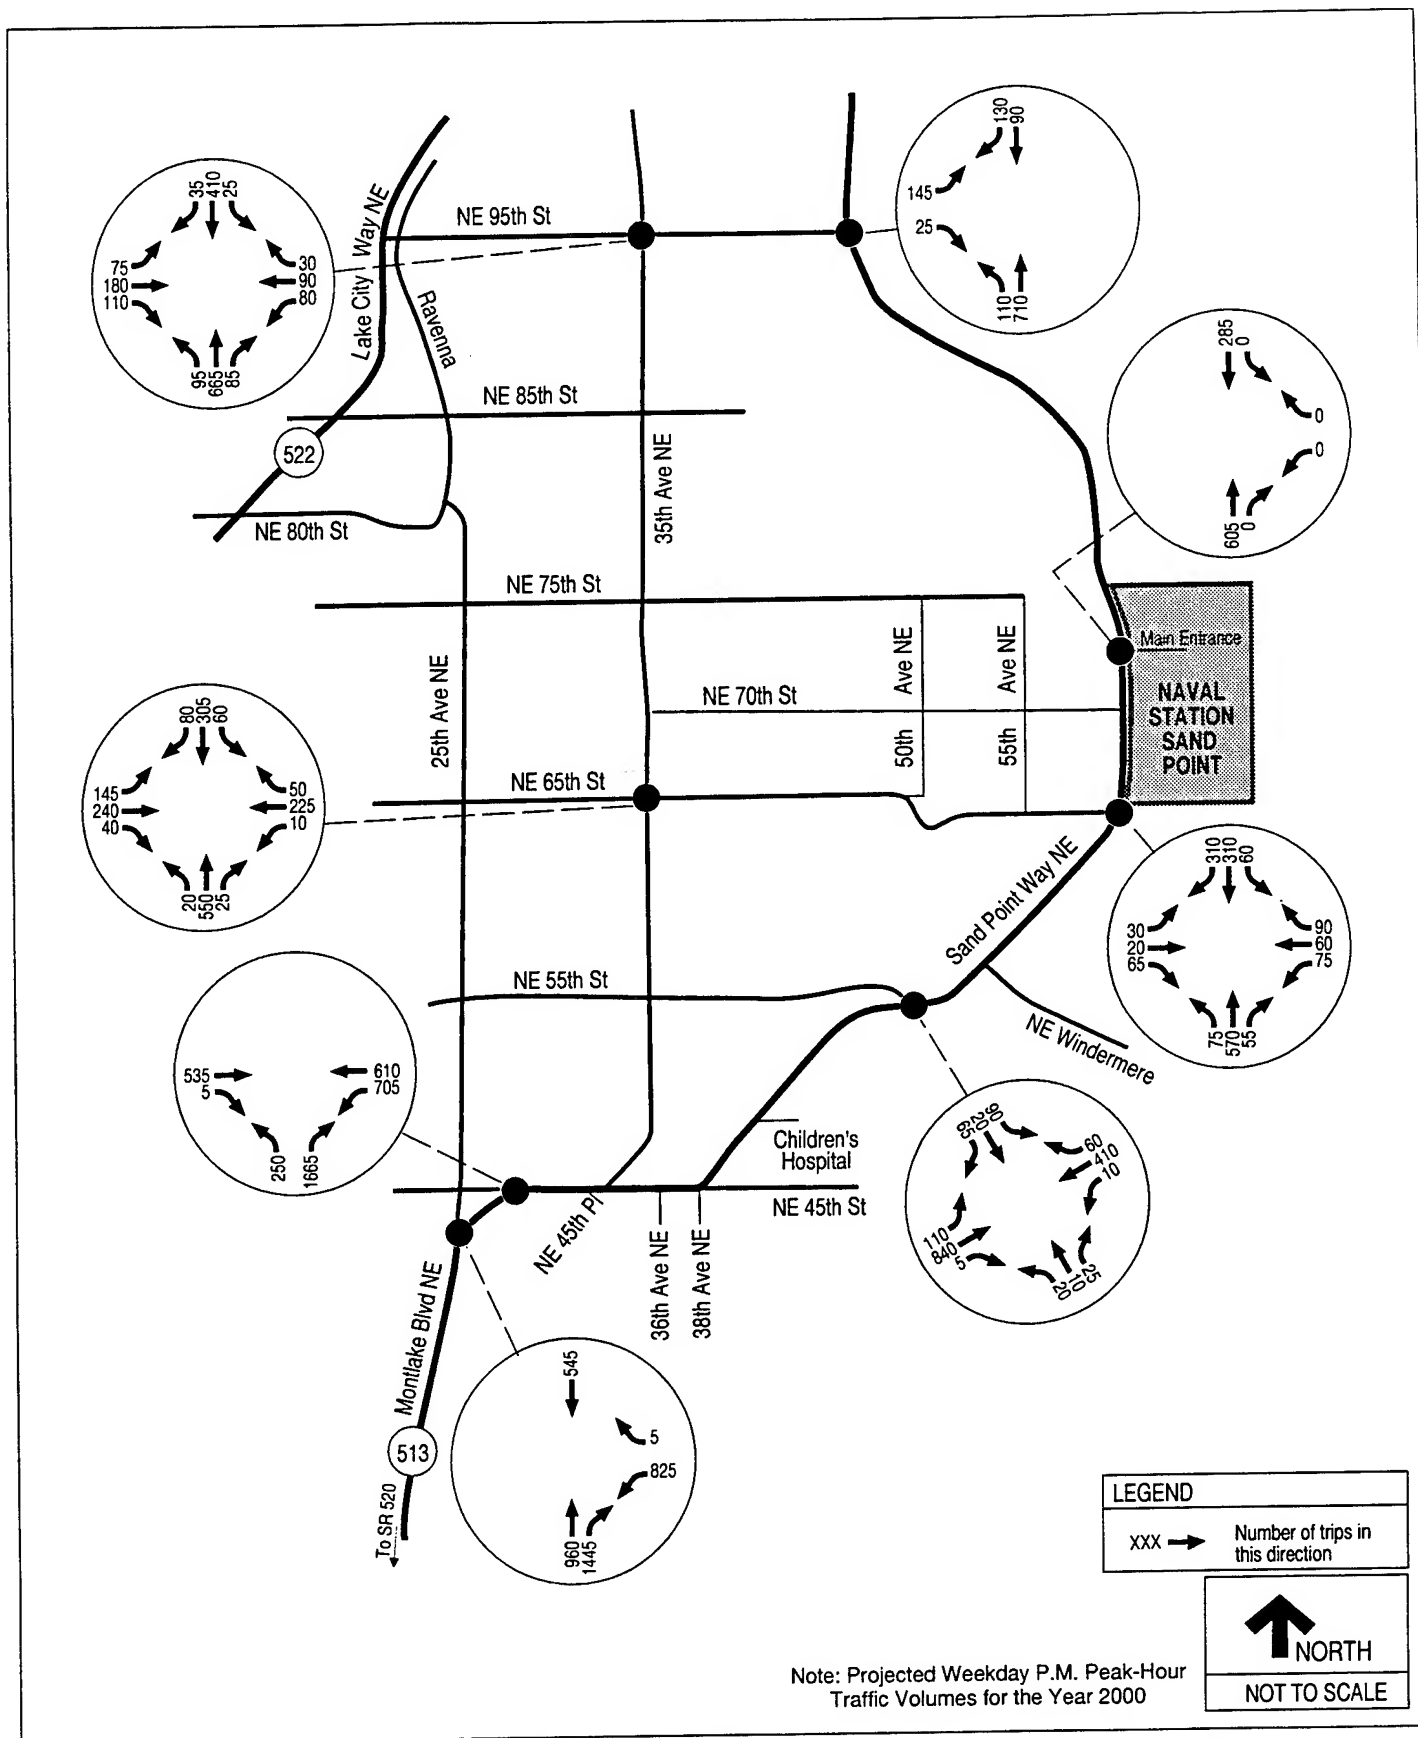 130
90
145
25
110
710
35
410
25
75
180
110
30
90
80
95
665
85
NE 95th St
Lake City Way NE
Ravenna
285
0
0
0
605
0
NE 85th St
522
35th Ave NE
NE 80th St
NE 75th St
Main Entrance
25th Ave NE
50th Ave NE
55th Ave NE
NE 70th St
NAVAL
STATION
SAND
POINT
80
305
60
145
240
40
50
225
10
20
550
25
NE 65th St
Sand Point Way NE
310
310
60
30
20
65
90
60
75
75
570
55
NE 55th St
NE Windermere
535
5
610
705
250
1665
Children's
Hospital
65
20
90
60
410
10
110
840
5
20
10
25
NE 45th St
NE 45th Pl
36th Ave NE
38th Ave NE
Montlake Blvd NE
513
To SR 520
545
5
825
960
1445
LEGEND
XXX
Number of trips in
this direction
NORTH
NOT TO SCALE
Note: Projected Weekday P.M. Peak-Hour
Traffic Volumes for the Year 2000